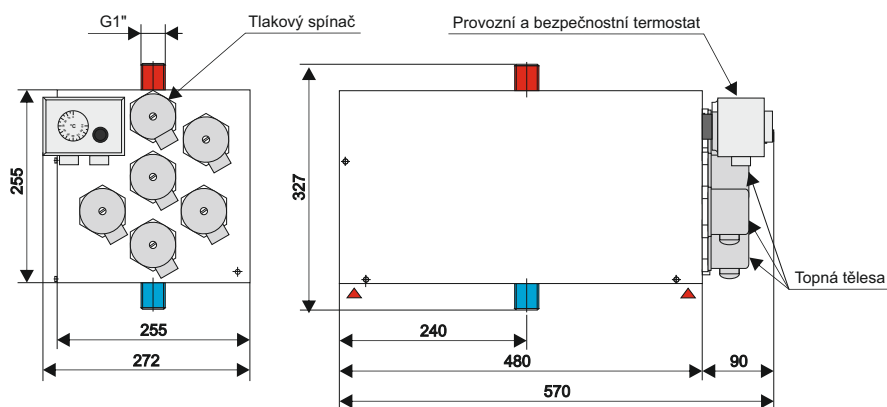 G1"
Tlakový spínač
Provozní a bezpečnostní termostat
°C
255
327
Topná tělesa
255
272
240
480
90
570